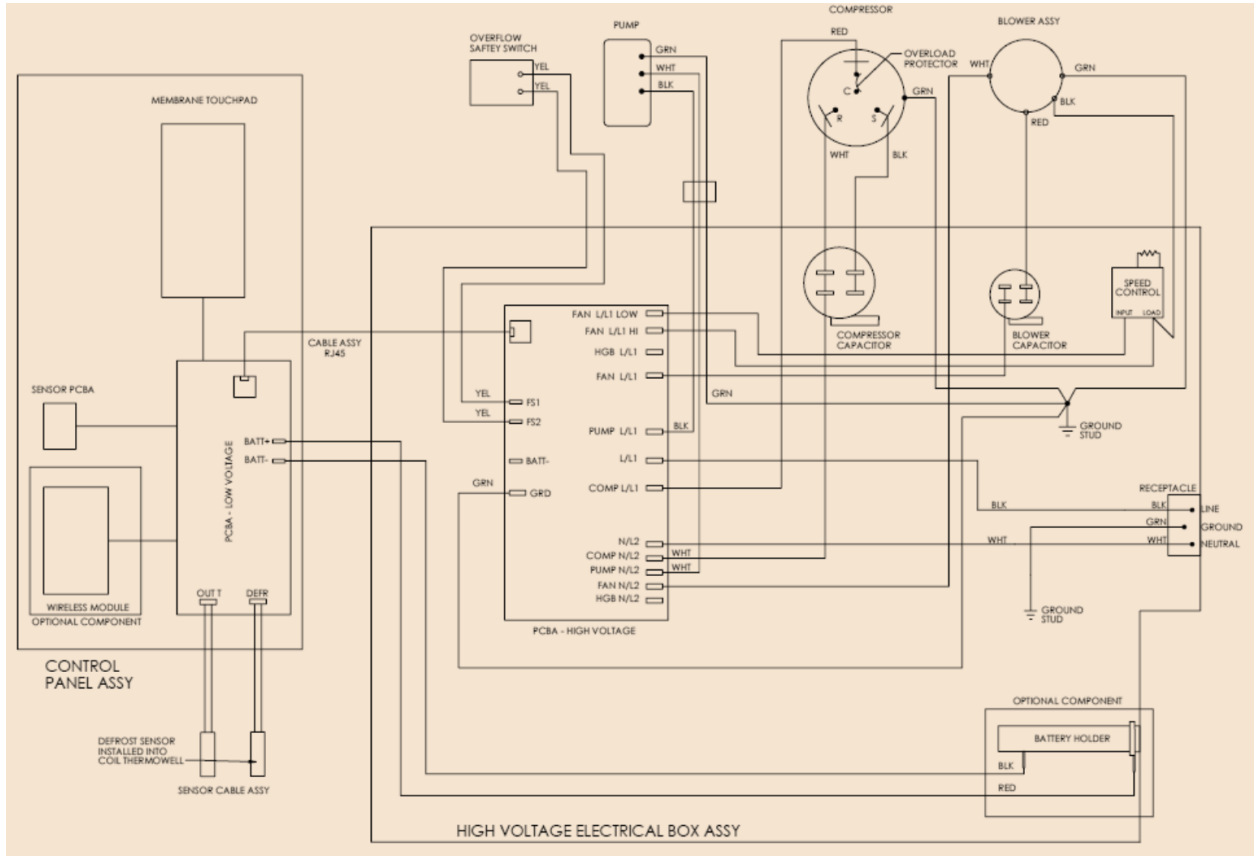 COMPRESSOR
RED
OVERLOAD
PROTECTOR
C
R
S
GRN
WHT
BLK
BLOWER ASSY
WHT
GRN
BLK
RED
PUMP
GRN
WHT
BLK
OVERFLOW
SAFTEY SWITCH
YEL
YEL
MEMBRANE TOUCHPAD
CABLE ASSY
RJ45
SENSOR PCBA
PCBA - LOW VOLTAGE
BATT+
BATT-
OUT T
DEFR
WIRELESS MODULE
OPTIONAL COMPONENT
CONTROL
PANEL ASSY
DEFROST SENSOR
INSTALLED INTO
COIL THERMOWELL
SENSOR CABLE ASSY
FAN L/L1 LOW
FAN L/L1 HI
HGB L/L1
FAN L/L1
YEL
FS1
YEL
FS2
PUMP L/L1
BLK
BATT-
L/L1
GRN
GRD
COMP L/L1
N/L2
COMP N/L2
WHT
PUMP N/L2
WHT
FAN N/L2
HGB N/L2
PCBA - HIGH VOLTAGE
COMPRESSOR
CAPACITOR
BLOWER
CAPACITOR
SPEED
CONTROL
INPUT
LOAD
GRN
GROUND
STUD
RECEPTACLE
BLK
BLK
LINE
GRN
GROUND
WHT
WHT
NEUTRAL
GROUND
STUD
OPTIONAL COMPONENT
BATTERY HOLDER
BLK
RED
HIGH VOLTAGE ELECTRICAL BOX ASSY